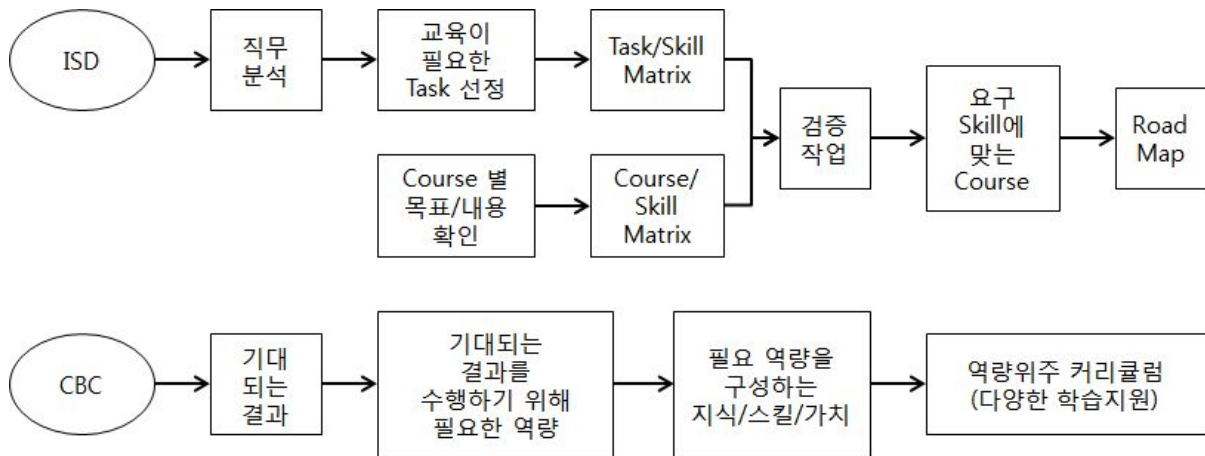 ISD
직무
분석
교육이
필요한
Task 선정
Task/Skill
Matrix
Course 별
목표/내용
확인
Course/
Skill
Matrix
검증
작업
요구
Skill에
맞는
Course
Road
Map
CBC
기대
되는
결과
기대되는
결과를
수행하기 위해
필요한 역량
필요 역량을
구성하는
지식/스킬/가치
역량위주 커리큘럼
(다양한 학습지원)